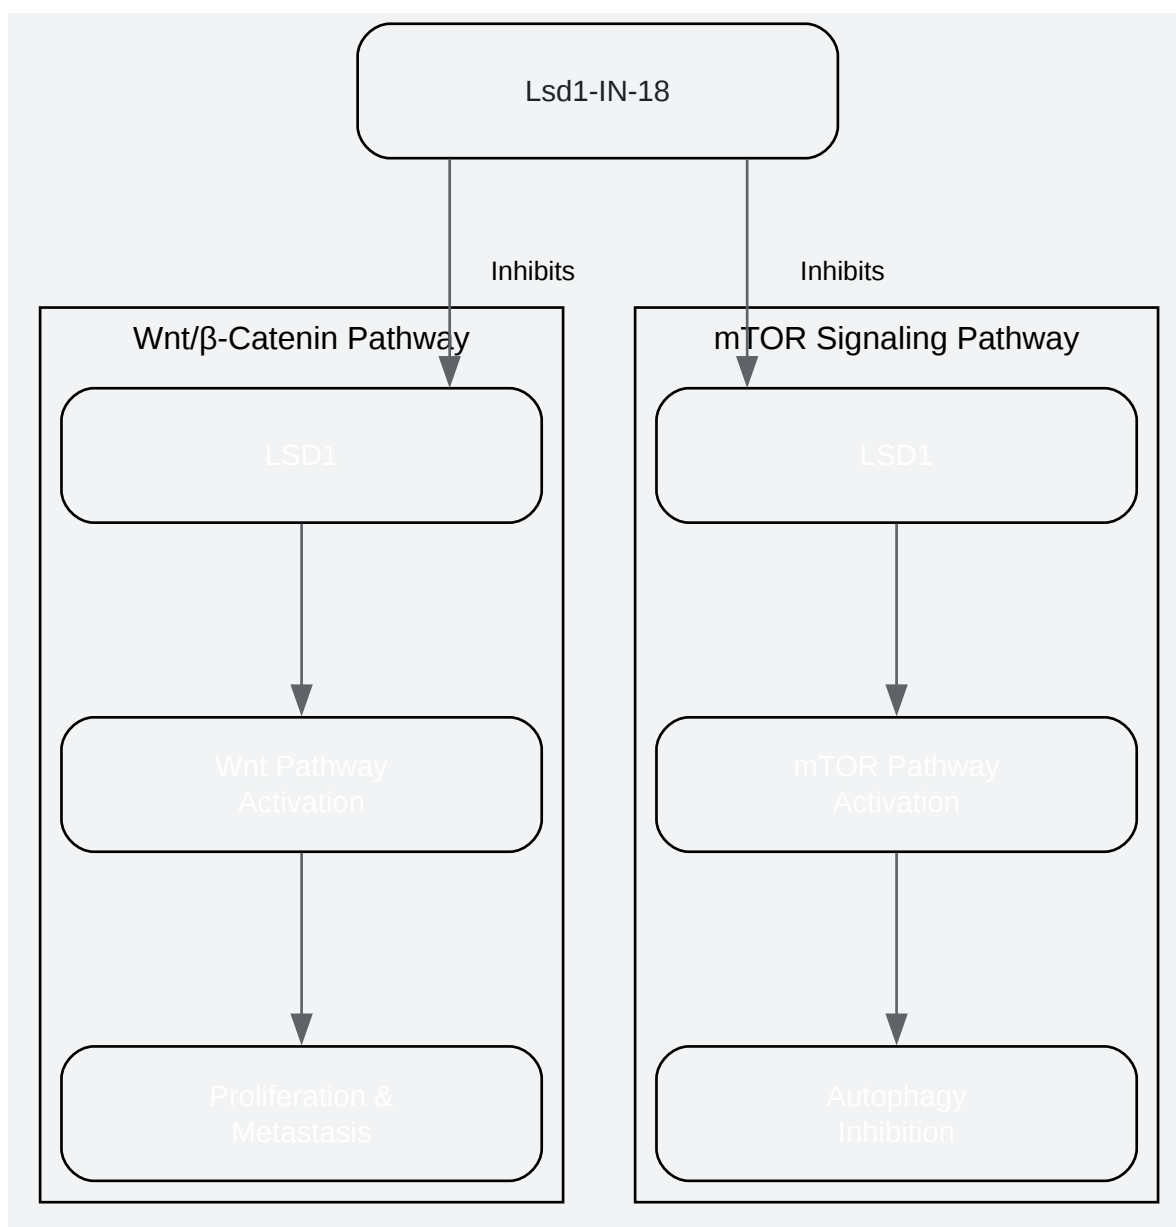 Lsd1-IN-18
Inhibits
Inhibits
Wnt/β-Catenin Pathway
LSD1
Wnt Pathway
Activation
Proliferation &
Metastasis
mTOR Signaling Pathway
LSD1
mTOR Pathway
Activation
Autophagy
Inhibition